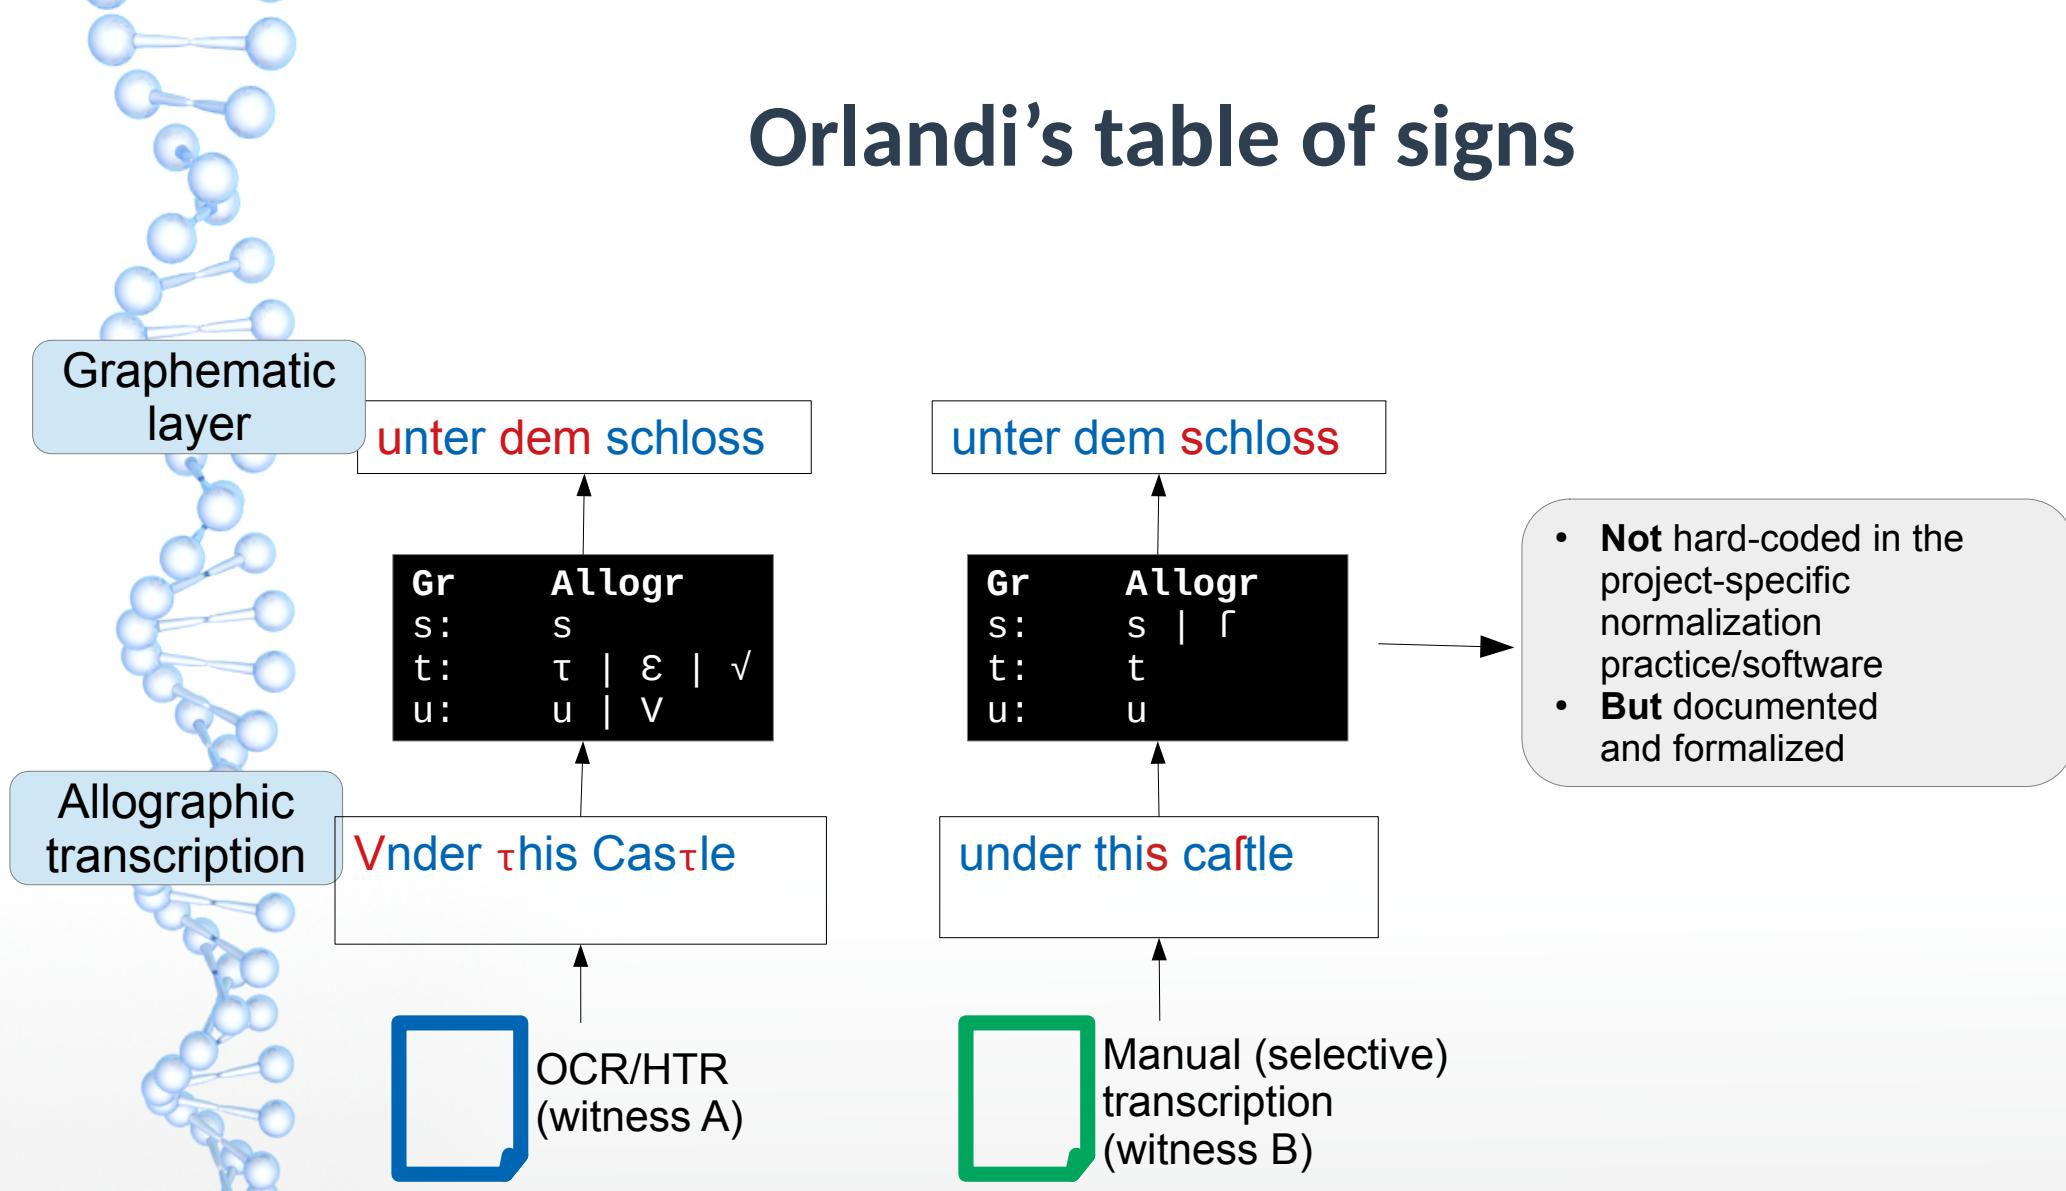 Orlandi’s table of signs
Graphematic
layer
unter dem schloss
unter dem schloss
Gr Allogr
s: s
t: τ | Ɛ | √
u: u | V
Gr Allogr
s: s | ſ
t: t
u: u
• Not hard-coded in the
project-specific
normalization
practice/software
• But documented
and formalized
Allographic
transcription
Vnder τhis Casτle
under this caſtle
OCR/HTR
(witness A)
Manual (selective)
transcription
(witness B)